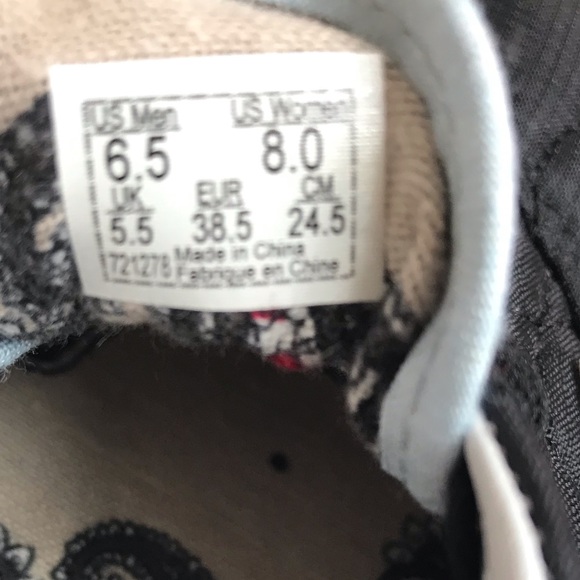 US Men US Women
6.5 8.0
UK EUR CM
5.5 38.5 24.5
721278 Made in China
Fabrique en Chine